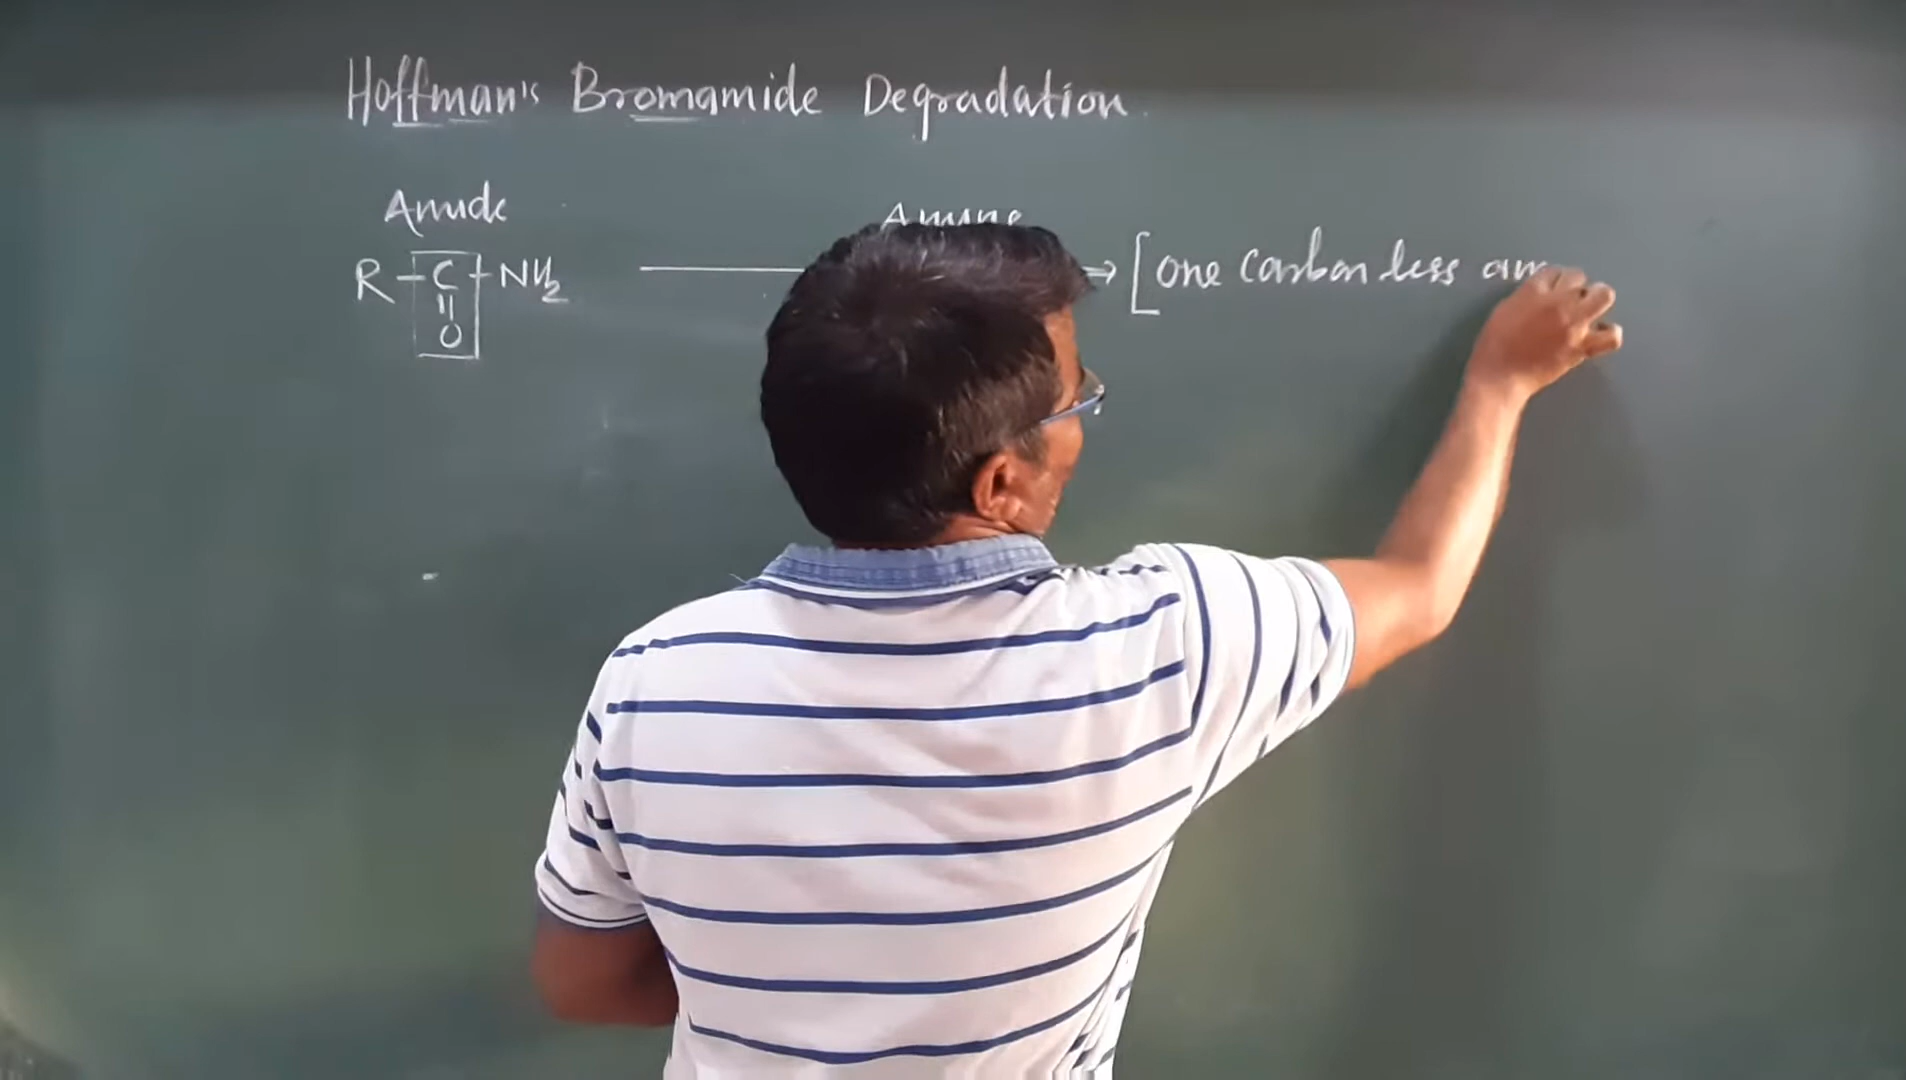 Hoffman's Bromamide Degradation.
Amide Amine
R-C-NH2 → [one carbon less am
||
O